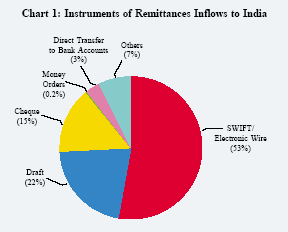 Chart 1: Instruments of Remittances Inflows to India
Direct Transfer
to Bank Accounts
(3%)
Others
(7%)
Money
Orders
(0.2%)
Cheque
(15%)
SWIFT/
Electronic Wire
(53%)
Draft
(22%)